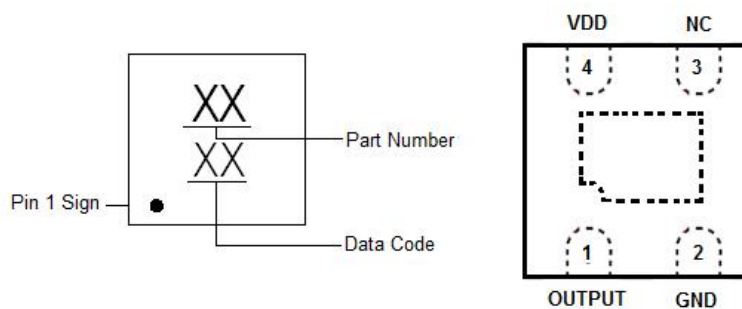 XX
Part Number
XX
Pin 1 Sign
Data Code
VDD NC
4 3
1 2
OUTPUT GND